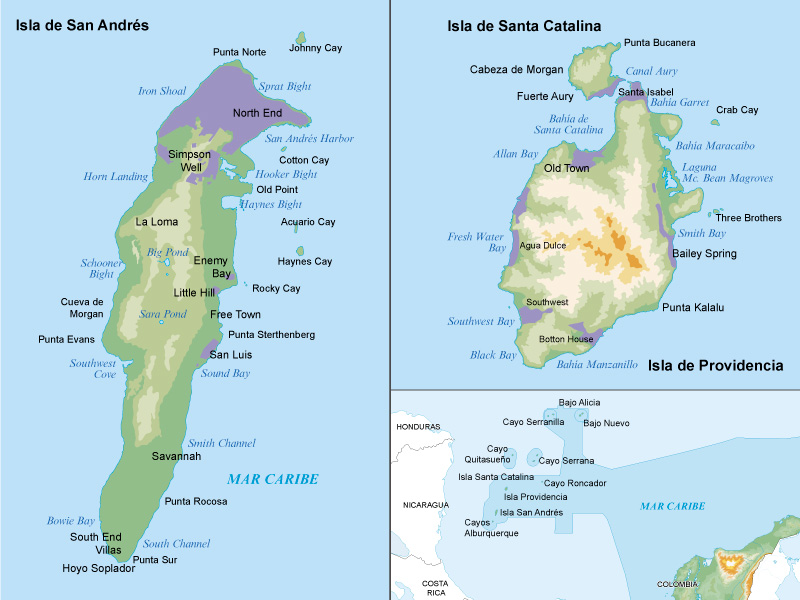 Isla de San Andrés
Johnny Cay
Punta Norte
Iron Shoal
Sprat Bight
North End
San Andrés Harbor
Simpson
Well
Cotton Cay
Horn Landing
Hooker Bight
Old Point
Haynes Bight
La Loma
Acuario Cay
Big Pond
Schooner
Bight
Enemy
Bay
Haynes Cay
Little Hill
Rocky Cay
Cueva de
Morgan
Sara Pond
Free Town
Punta Evans
Punta Sterthenberg
Southwest
Cove
San Luis
Sound Bay
Smith Channel
Savannah
MAR CARIBE
Punta Rocosa
Bowie Bay
South End
Villas
South Channel
Punta Sur
Hoyo Soplador
Isla de Santa Catalina
Punta Bucanera
Cabeza de Morgan
Canal Aury
Fuerte Aury
Santa Isabel
Bahía Garret
Crab Cay
Bahía de
Santa Catalina
Bahía Maracaibo
Allan Bay
Old Town
Laguna
Mc. Bean Magroves
Three Brothers
Fresh Water
Bay
Agua Dulce
Smith Bay
Bailey Spring
Southwest
Punta Kalalu
Southwest Bay
Botton House
Black Bay
Bahía Manzanillo
Isla de Providencia
Bajo Alicia
HONDURAS
Cayo Serranilla
Bajo Nuevo
Cayo
Quitasueño
Cayo Serrana
Isla Santa Catalina
Cayo Roncador
Isla Providencia
NICARAGUA
Isla San Andrés
MAR CARIBE
Cayos
Alburquerque
COSTA
RICA
COLOMBIA